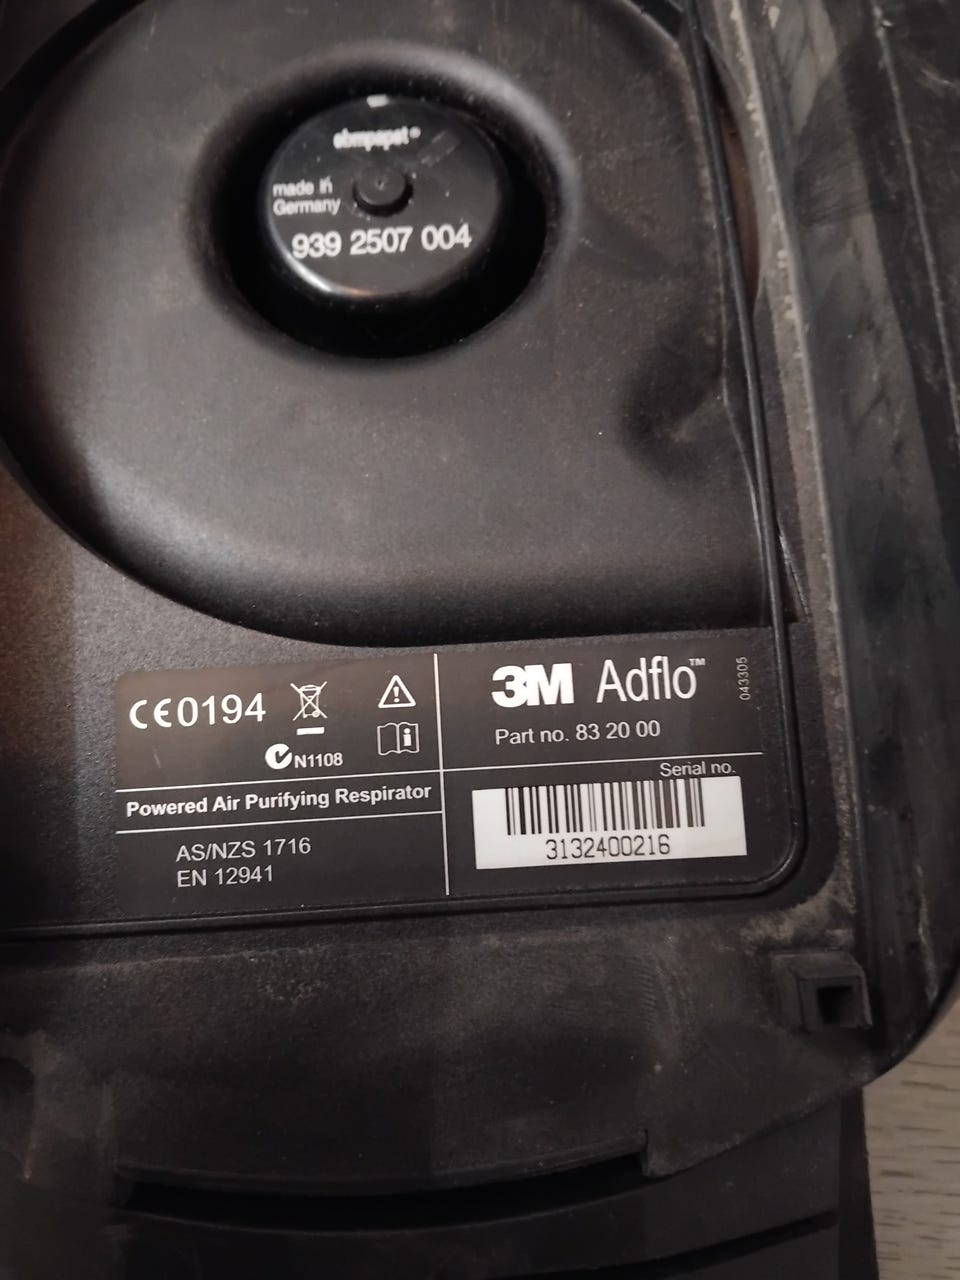 ebmpapst®
made in
Germany
939 2507 004
CE0194
N1108
Powered Air Purifying Respirator
AS/NZS 1716
EN 12941
3M Adflo™
043305
Part no. 83 20 00
Serial no.
3132400216